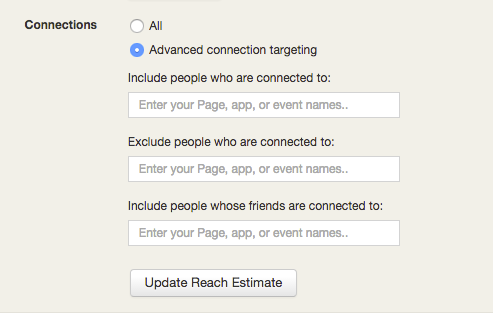 Connections
All
Advanced connection targeting
Include people who are connected to:
Enter your Page, app, or event names..
Exclude people who are connected to:
Enter your Page, app, or event names..
Include people whose friends are connected to:
Enter your Page, app, or event names..
Update Reach Estimate